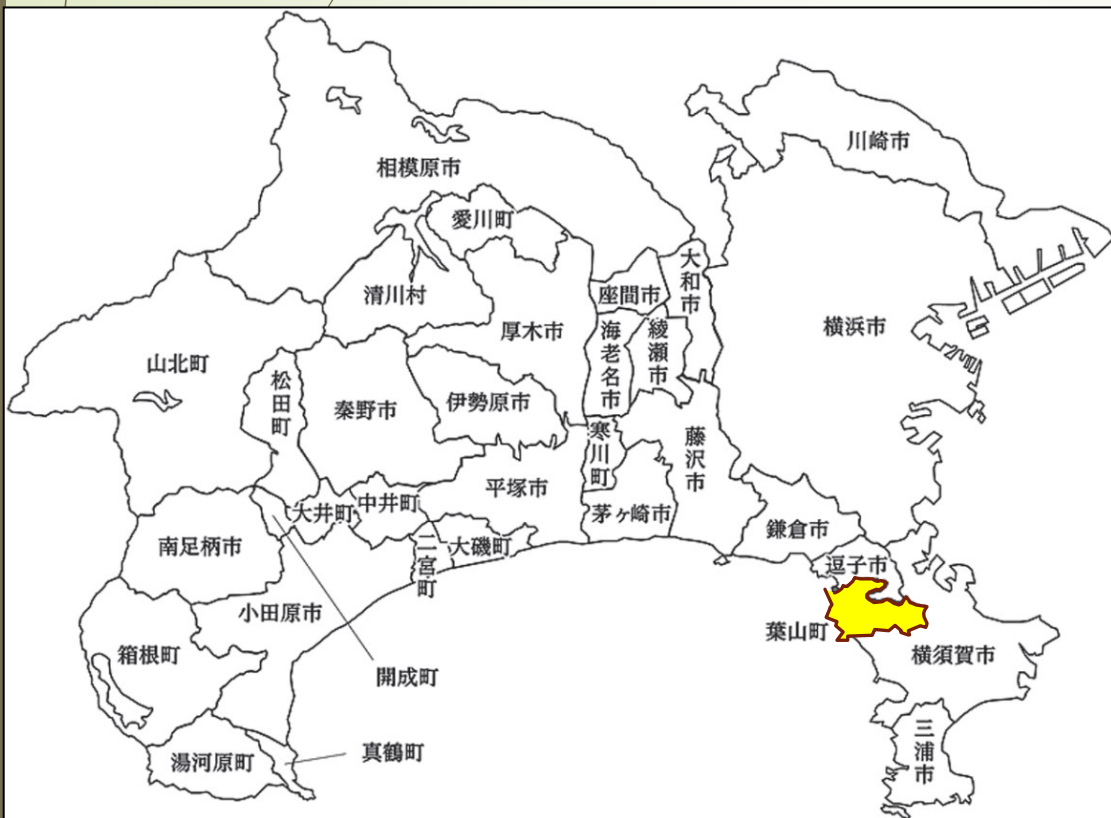 川崎市
相模原市
愛川町
大和市
清川村
座間市
横浜市
厚木市
海老名市
綾瀬市
山北町
松田町
秦野市
伊勢原市
寒川町
藤沢市
平塚市
中井町
大井町
茅ヶ崎市
鎌倉市
南足柄市
二宮町
大磯町
逗子市
小田原市
葉山町
箱根町
横須賀市
開成町
真鶴町
湯河原町
三浦市